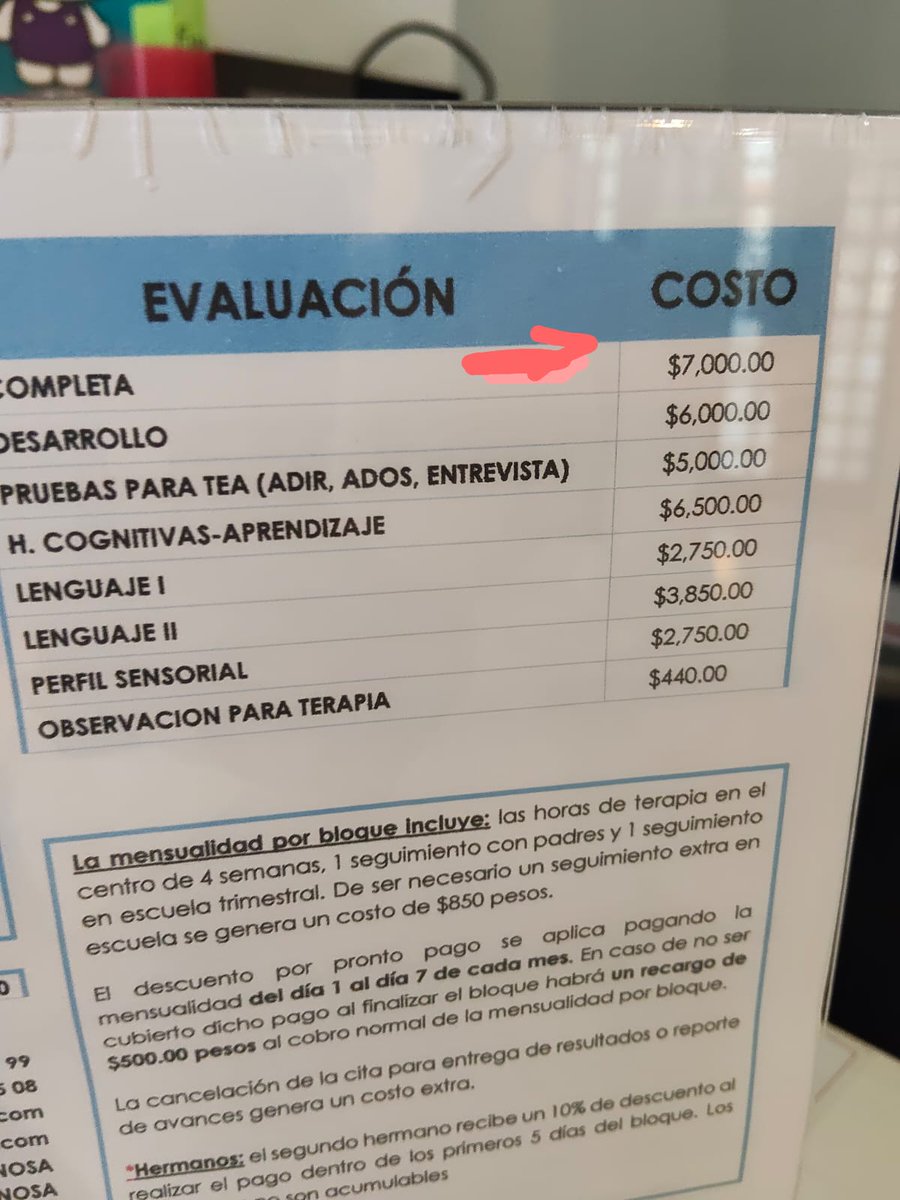 EVALUACIÓN COSTO
COMPLETA $7,000.00
DESARROLLO $6,000.00
PRUEBAS PARA TEA (ADIR, ADOS, ENTREVISTA) $5,000.00
H. COGNITIVAS-APRENDIZAJE $6,500.00
LENGUAJE I $2,750.00
LENGUAJE II $3,850.00
PERFIL SENSORIAL $2,750.00
OBSERVACION PARA TERAPIA $440.00
La mensualidad por bloque incluye: las horas de terapia en el
centro de 4 semanas, 1 seguimiento con padres y 1 seguimiento
en escuela trimestral. De ser necesario un seguimiento extra en
escuela se genera un costo de $850 pesos.
El descuento por pronto pago se aplica pagando la
mensualidad del día 1 al día 7 de cada mes. En caso de no ser
cubierto dicho pago al finalizar el bloque habrá un recargo de
$500.00 pesos al cobro normal de la mensualidad por bloque.
La cancelación de la cita para entrega de resultados o reporte
de avances genera un costo extra.
*Hermanos: el segundo hermano recibe un 10% de descuento al
realizar el pago dentro de los primeros 5 días del bloque. Los
son acumulables
0
99
08
com
com
NOSA
NOSA